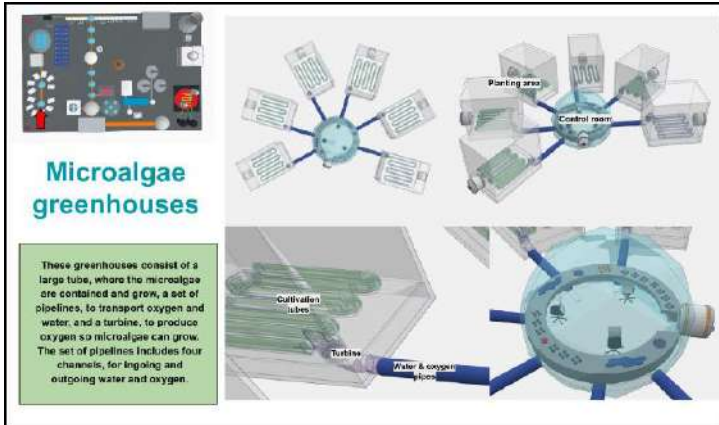 Microalgae
greenhouses
These greenhouses consist of a
large tube, where the microalgae
are contained and grow, a set of
pipelines, to transport oxygen and
water, and a turbine, to produce
oxygen so microalgae can grow.
The set of pipelines includes four
channels, for ingoing and
outgoing water and oxygen.
Planting area
Control room
Cultivation
tubes
Turbine
Water & oxygen
pipes